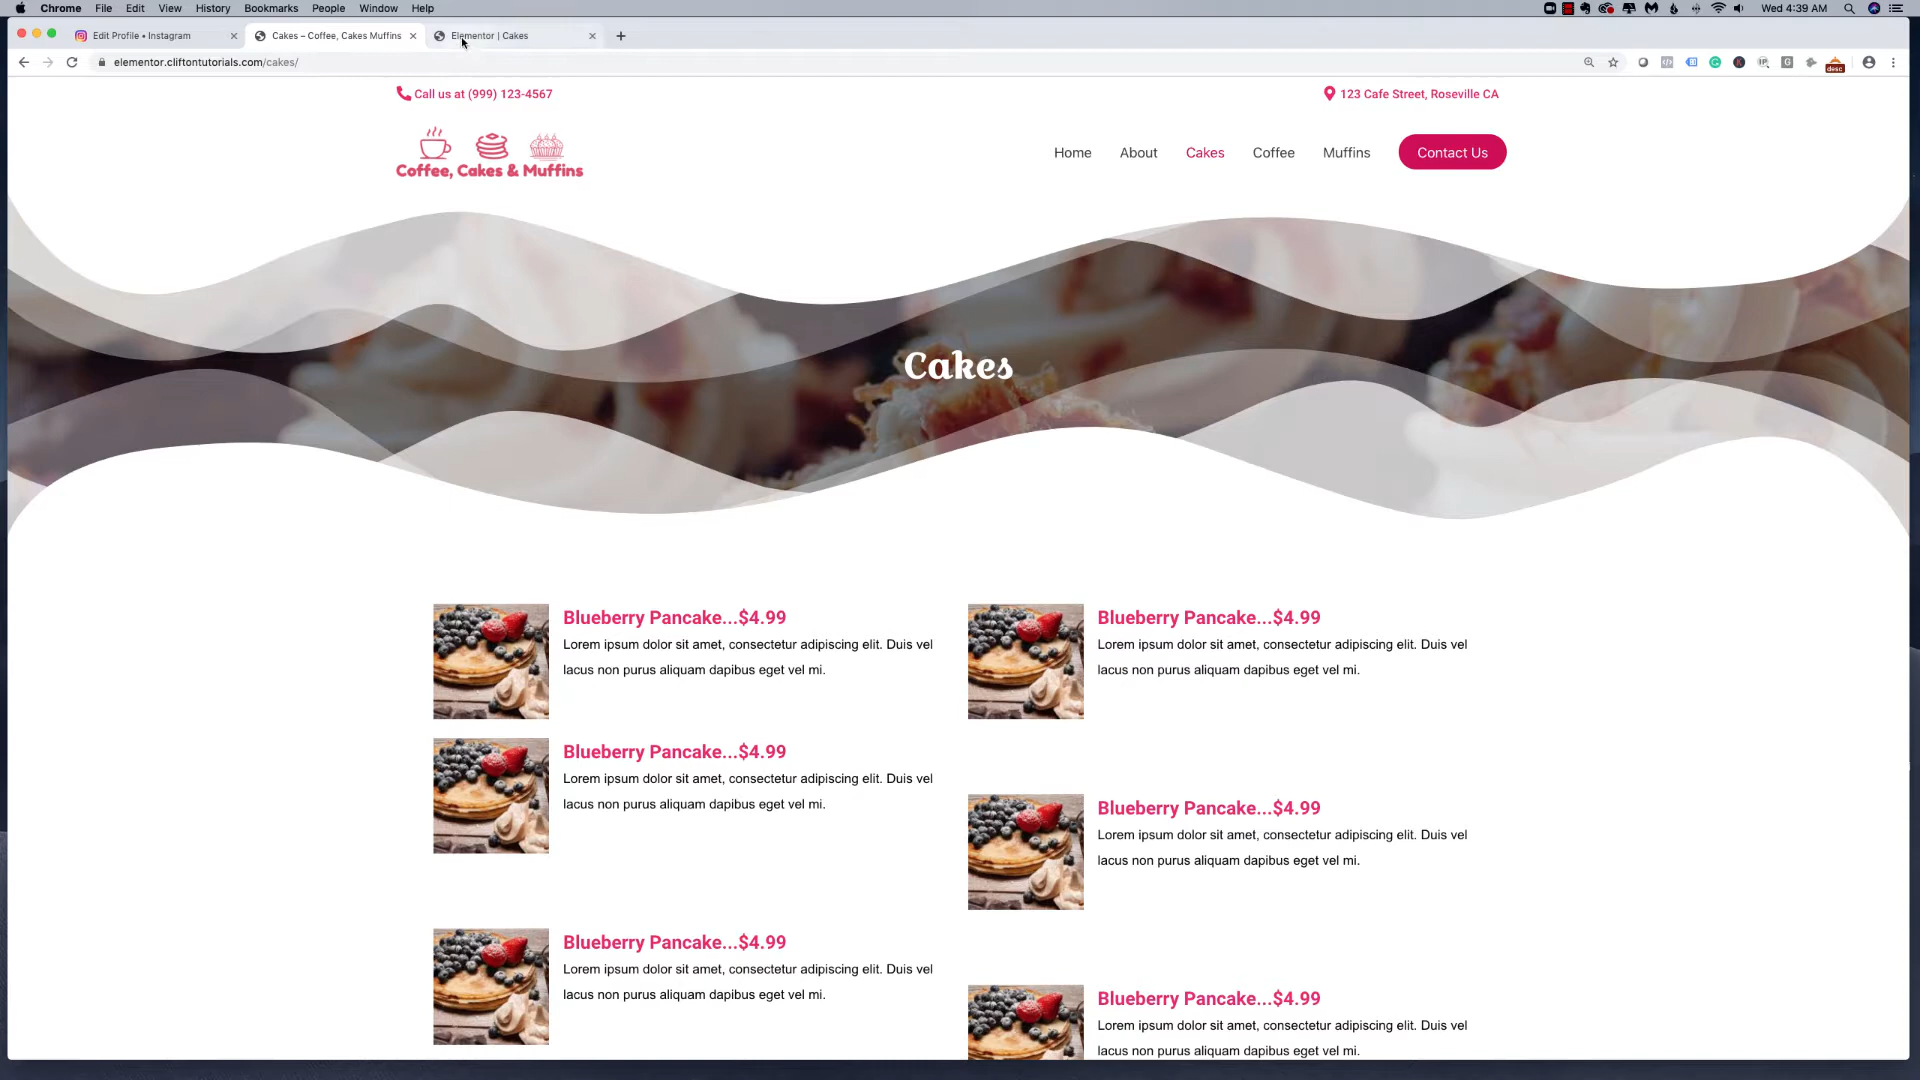 Chrome File Edit View History Bookmarks People Window Help
Wed 4:39 AM
Edit Profile • Instagram
Cakes – Coffee, Cakes Muffins
Elementor | Cakes
elementor.cliftontutorials.com/cakes/
desc
Call us at (999) 123-4567
123 Cafe Street, Roseville CA
Coffee, Cakes & Muffins
Home About Cakes Coffee Muffins Contact Us
Cakes
Blueberry Pancake...$4.99
Lorem ipsum dolor sit amet, consectetur adipiscing elit. Duis vel
lacus non purus aliquam dapibus eget vel mi.
Blueberry Pancake...$4.99
Lorem ipsum dolor sit amet, consectetur adipiscing elit. Duis vel
lacus non purus aliquam dapibus eget vel mi.
Blueberry Pancake...$4.99
Lorem ipsum dolor sit amet, consectetur adipiscing elit. Duis vel
lacus non purus aliquam dapibus eget vel mi.
Blueberry Pancake...$4.99
Lorem ipsum dolor sit amet, consectetur adipiscing elit. Duis vel
lacus non purus aliquam dapibus eget vel mi.
Blueberry Pancake...$4.99
Lorem ipsum dolor sit amet, consectetur adipiscing elit. Duis vel
lacus non purus aliquam dapibus eget vel mi.
Blueberry Pancake...$4.99
Lorem ipsum dolor sit amet, consectetur adipiscing elit. Duis vel
lacus non purus aliquam dapibus eget vel mi.